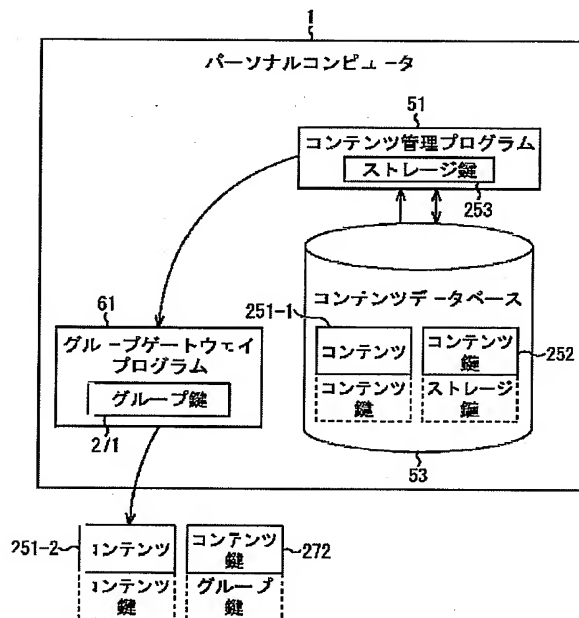 1
パーソナルコンピュータ
51
コンテンツ管理プログラム
ストレージ鍵
253
コンテンツデータベース
251-1
コンテンツ
コンテンツ
鍵
コンテンツ
鍵
252
ストレージ
鍵
53
61
グループゲートウェイ
プログラム
グループ鍵
271
251-2
コンテンツ
コンテンツ
鍵
コンテンツ
鍵
272
グループ
鍵